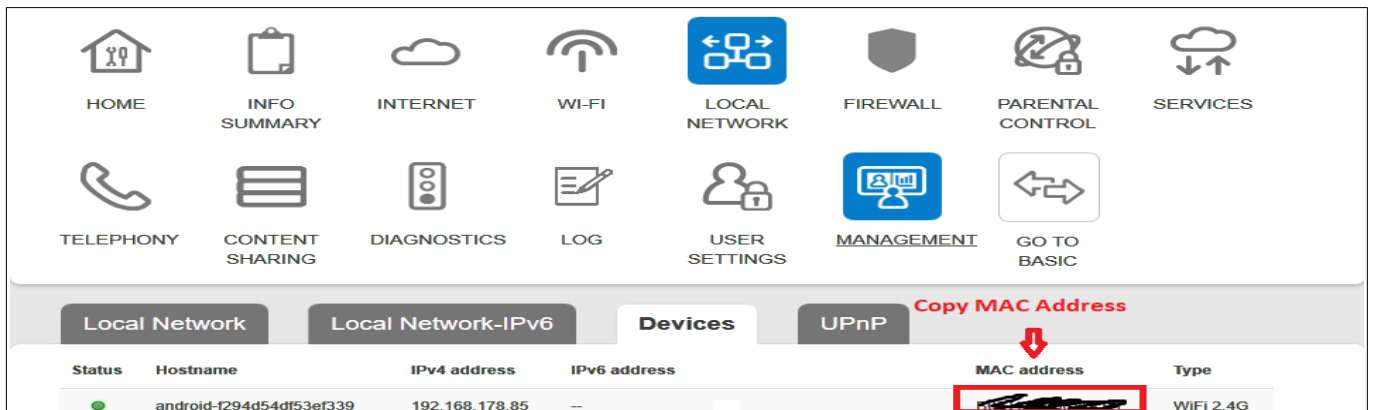 HOME
INFO
SUMMARY
INTERNET
WI-FI
LOCAL
NETWORK
FIREWALL
PARENTAL
CONTROL
SERVICES
TELEPHONY
CONTENT
SHARING
DIAGNOSTICS
LOG
USER
SETTINGS
MANAGEMENT
GO TO
BASIC
Copy MAC Address
Local Network Local Network-IPv6 Devices UPnP
Status Hostname IPv4 address IPv6 address MAC address Type
android-f294d54df53ef339 192.168.178.85 -- WiFi 2.4G